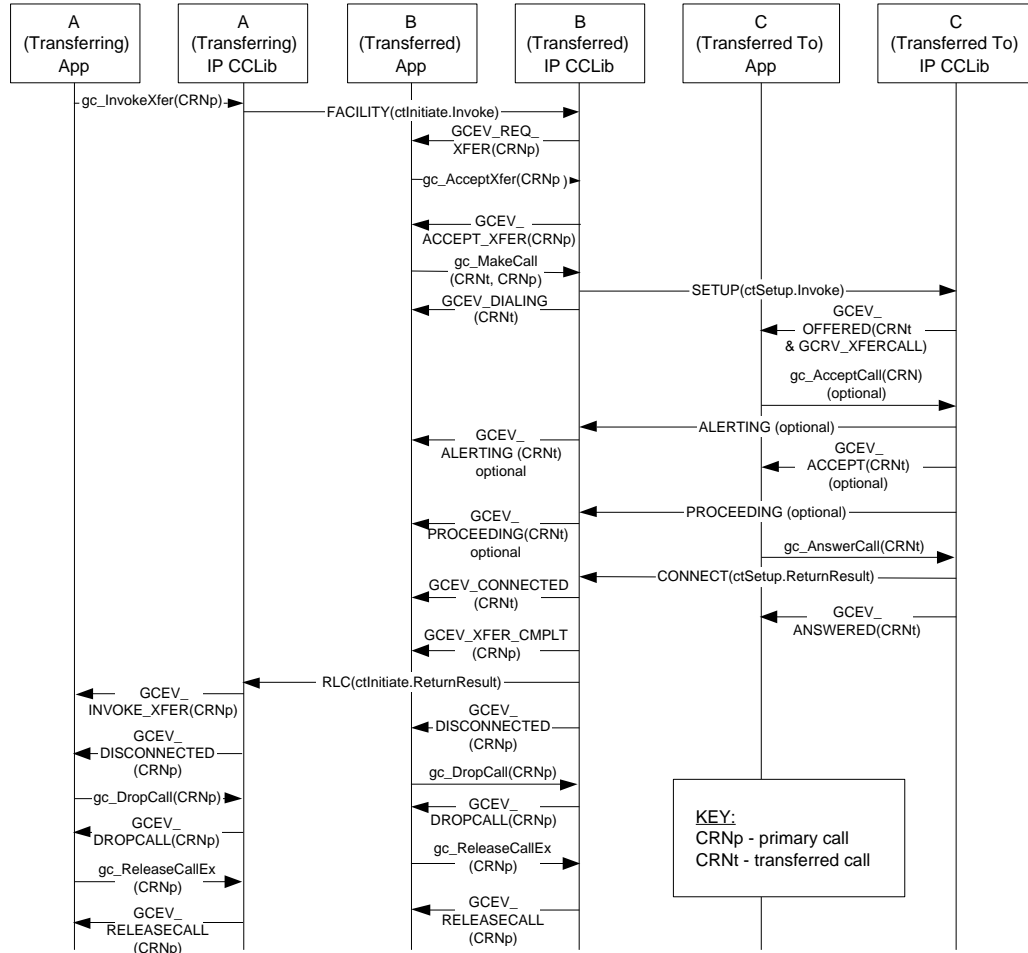 A
(Transferring)
App
A
(Transferring)
IP CCLib
B
(Transferred)
App
B
(Transferred)
IP CCLib
C
(Transferred To)
App
C
(Transferred To)
IP CCLib
gc_InvokeXfer(CRNp)
FACILITY(ctInitiate.Invoke)
GCEV_REQ_
XFER(CRNp)
gc_AcceptXfer(CRNp )
GCEV_
ACCEPT_XFER(CRNp)
gc_MakeCall
(CRNt, CRNp)
SETUP(ctSetup.Invoke)
GCEV_DIALING
(CRNt)
GCEV_
OFFERED(CRNt
& GCRV_XFERCALL)
gc_AcceptCall(CRN)
(optional)
ALERTING (optional)
GCEV_
ALERTING (CRNt)
optional
GCEV_
ACCEPT(CRNt)
(optional)
PROCEEDING (optional)
GCEV_
PROCEEDING(CRNt)
optional
gc_AnswerCall(CRNt)
CONNECT(ctSetup.ReturnResult)
GCEV_CONNECTED
(CRNt)
GCEV_
ANSWERED(CRNt)
GCEV_XFER_CMPLT
(CRNp)
RLC(ctInitiate.ReturnResult)
GCEV_
INVOKE_XFER(CRNp)
GCEV_
DISCONNECTED
(CRNp)
GCEV_
DISCONNECTED
(CRNp)
gc_DropCall(CRNp)
gc_DropCall(CRNp)
GCEV_
DROPCALL(CRNp)
GCEV_
DROPCALL(CRNp)
gc_ReleaseCallEx
(CRNp)
gc_ReleaseCallEx
(CRNp)
GCEV_
RELEASECALL
(CRNp)
GCEV_
RELEASECALL
(CRNp)
KEY:
CRNp - primary call
CRNt - transferred call